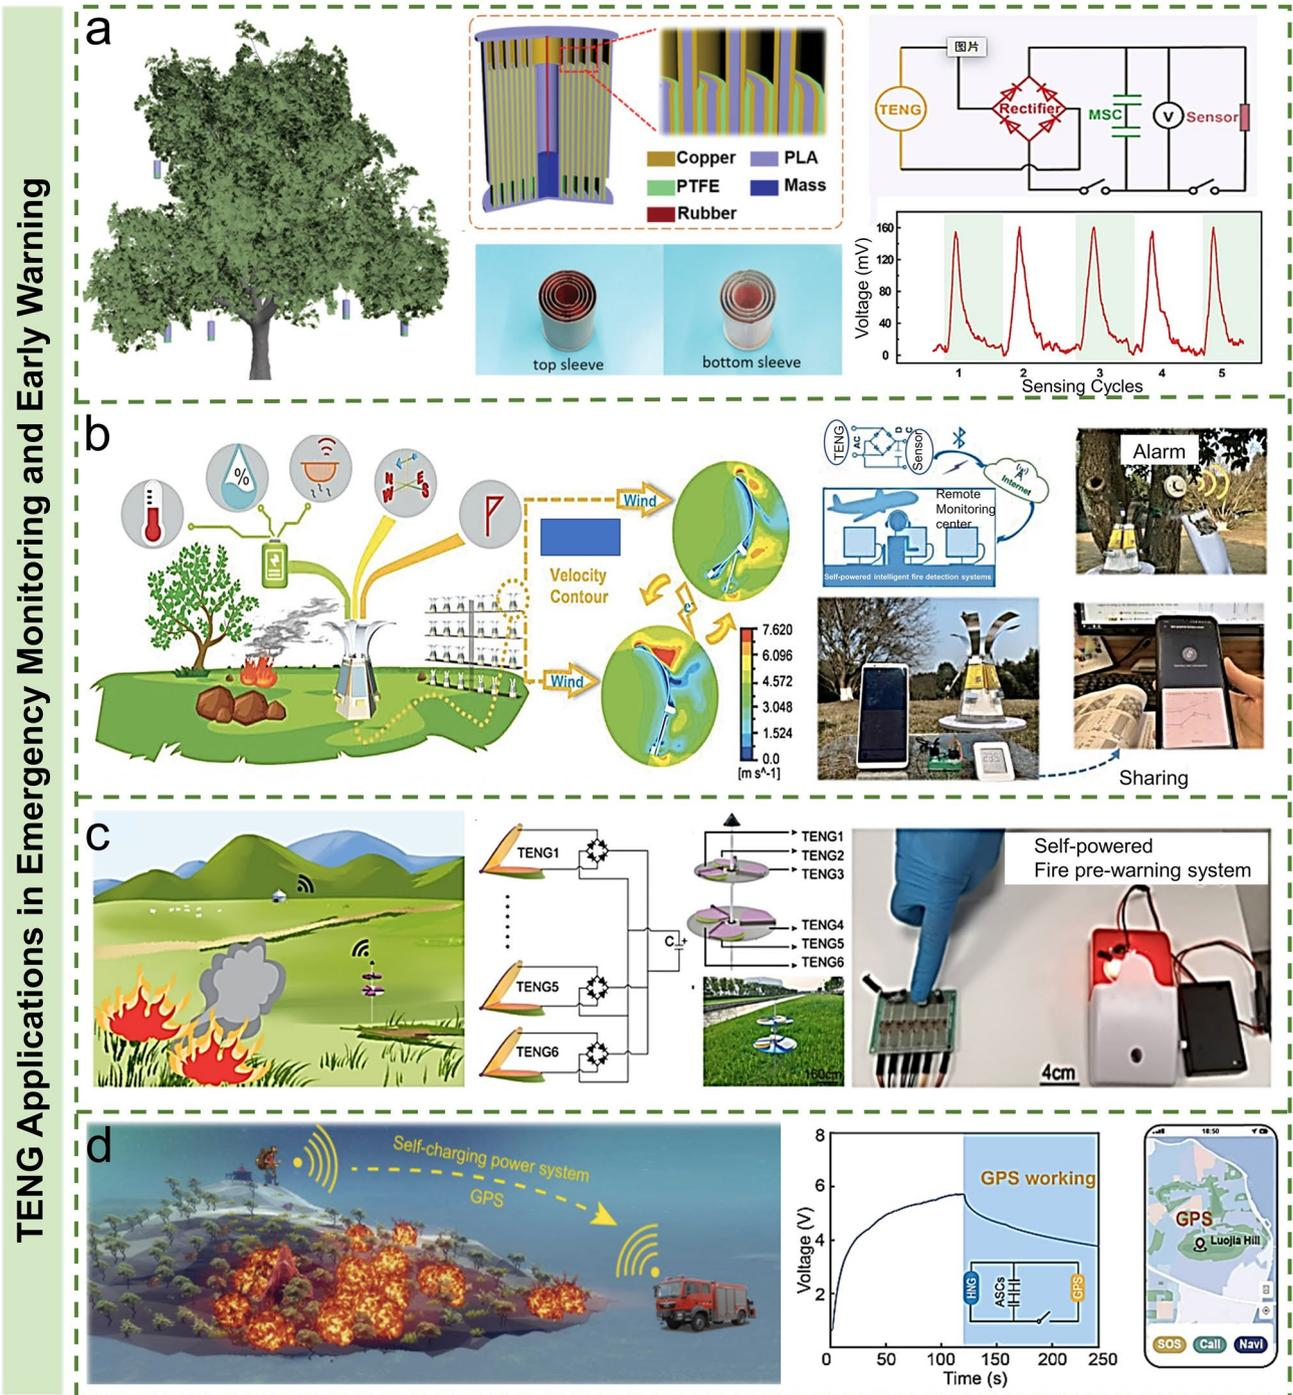 TENG Applications in Emergency Monitoring and Early Warning
a
Copper
PLA
PTFE
Mass
Rubber
top sleeve
bottom sleeve
图片
TENG
Rectifier
MSC
V
Sensor
Voltage (mV)
160
120
80
40
0
1
2
3
4
5
Sensing Cycles
b
%
N
E
W
S
Wind
Velocity
Contour
e
Wind
7.620
6.096
4.572
3.048
1.524
0.0
[m s^-1]
TENG
AC
D C
Sensor
Internet
Remote
Monitoring
center
Self-powered intelligent fire detection systems
Alarm
Sharing
c
TENG1
TENG5
TENG6
C
+
TENG1
TENG2
TENG3
TENG4
TENG5
TENG6
160cm
Self-powered
Fire pre-warning system
4cm
d
Self-charging power system
GPS
Voltage (V)
8
6
4
2
0
50
100
150
200
250
Time (s)
GPS working
HNG
ASCs
GPS
18:50
GPS
Luojia Hill
SOS
Call
Navi